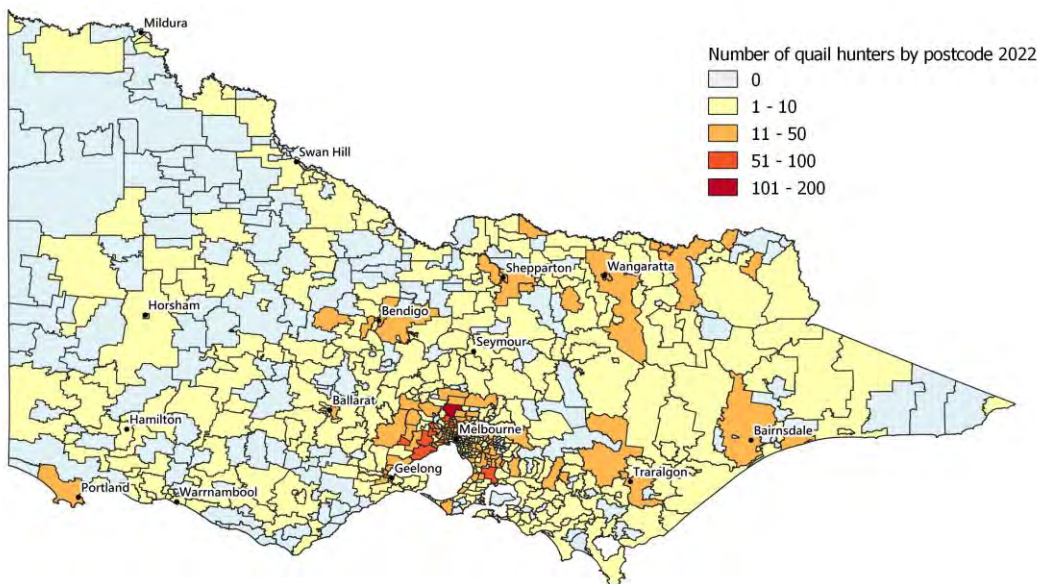 Mildura
Number of quail hunters by postcode 2022
0
1 - 10
11 - 50
51 - 100
101 - 200
Swan Hill
Shepparton
Wangaratta
Horsham
Bendigo
Seymour
Ballarat
Hamilton
Melbourne
Bairnsdale
Geelong
Traralgon
Portland
Warrnambool